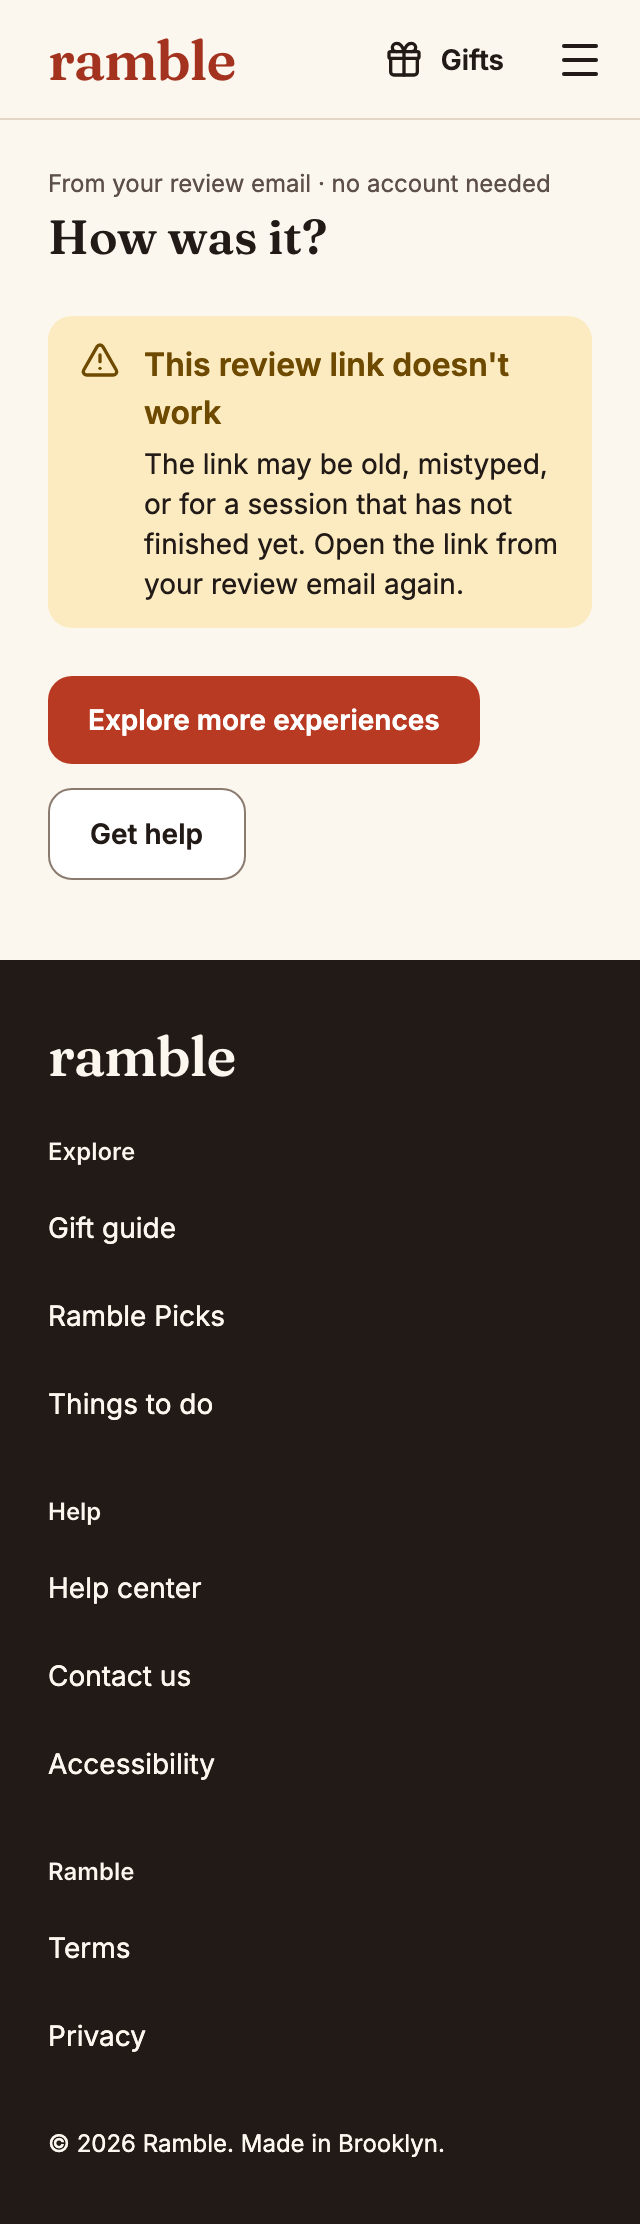 ramble
Gifts
From your review email · no account needed
How was it?
This review link doesn't
work
The link may be old, mistyped,
or for a session that has not
finished yet. Open the link from
your review email again.
Explore more experiences
Get help
ramble
Explore
Gift guide
Ramble Picks
Things to do
Help
Help center
Contact us
Accessibility
Ramble
Terms
Privacy
© 2026 Ramble. Made in Brooklyn.